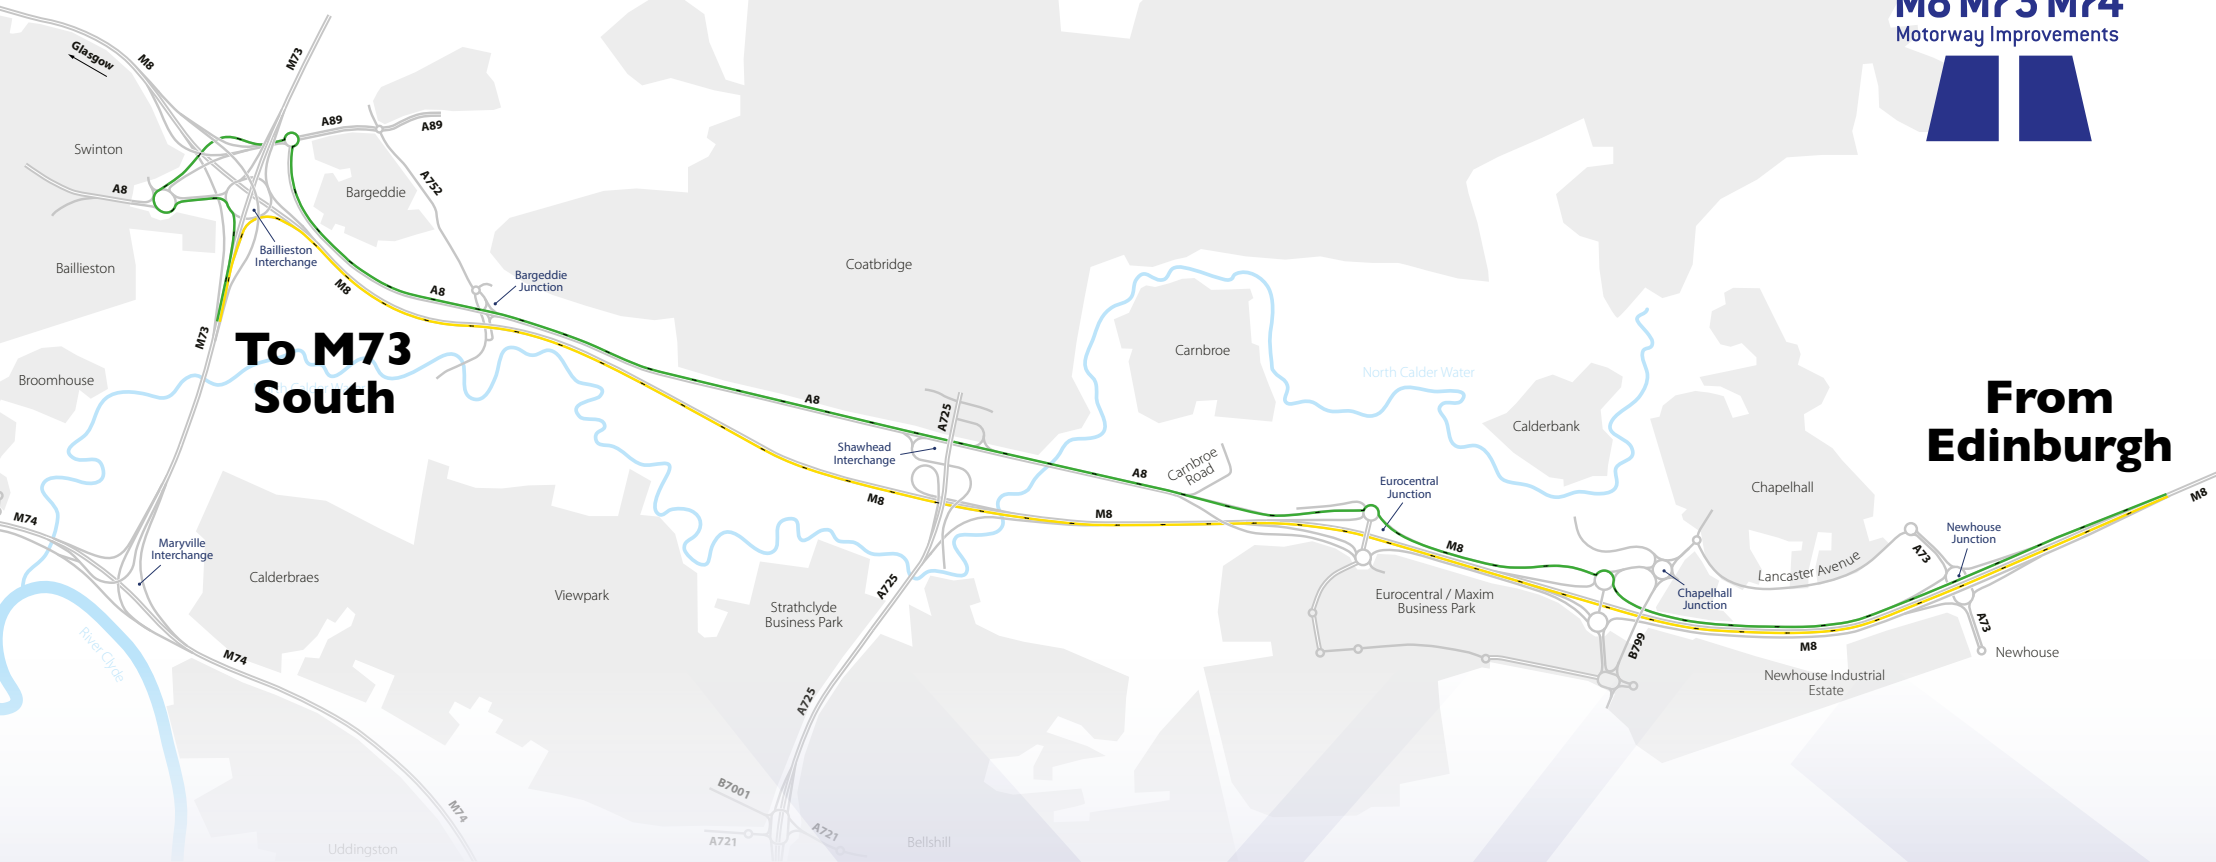 M8 M73 M74
Motorway Improvements
Glasgow
M8
M73
A89
A89
Swinton
A8
A752
Bargeddie
Baillieston
Interchange
Baillieston
Bargeddie
Junction
Coatbridge
M8
A8
M73
To M73
South
Broomhouse
North Calder Water
Carnbroe
North Calder Water
From
Edinburgh
A8
A725
Shawhead
Interchange
Calderbank
A8
Carnbroe
Road
Eurocentral
Junction
Chapelhall
M8
M8
M8
M74
Maryville
Interchange
M8
Newhouse
Junction
A73
Lancaster Avenue
Calderbraes
Viewpark
A725
Strathclyde
Business Park
Eurocentral / Maxim
Business Park
Chapelhall
Junction
A73
River Clyde
M74
B799
M8
Newhouse
Newhouse Industrial
Estate
A725
B7001
M74
A721
A721
Bellshill
Uddingston